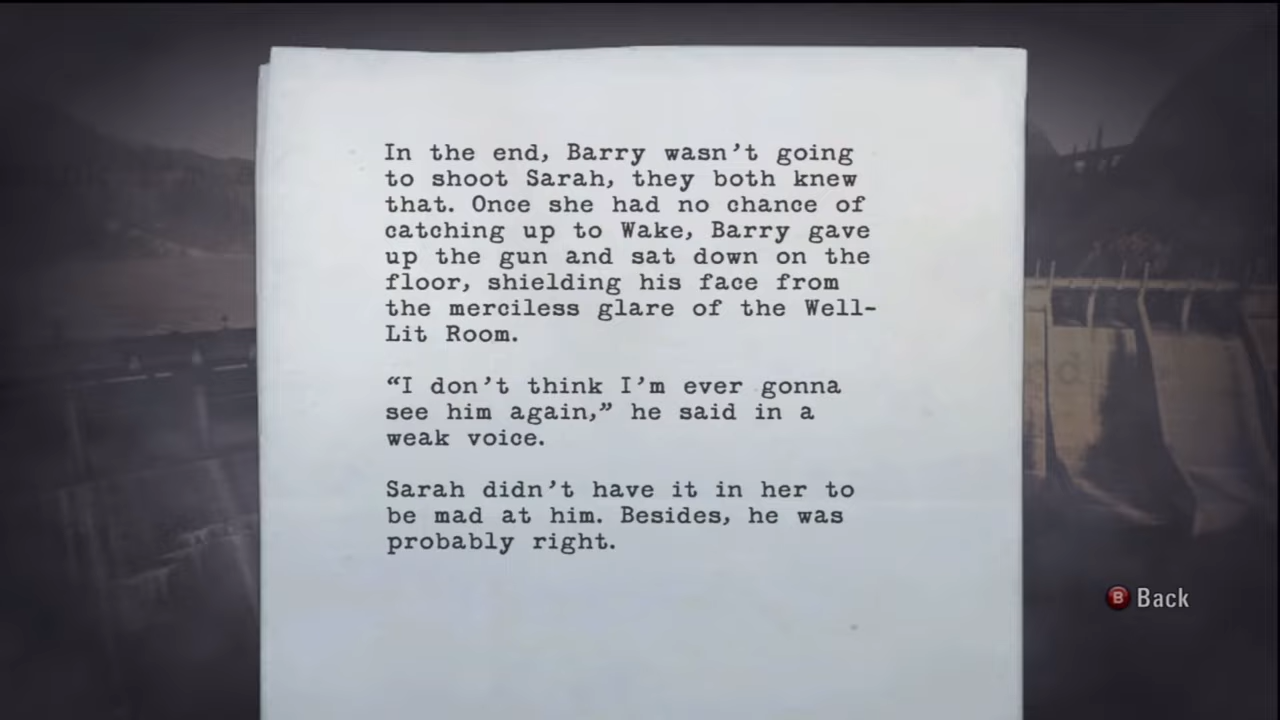 In the end, Barry wasn't going
to shoot Sarah, they both knew
that. Once she had no chance of
catching up to Wake, Barry gave
up the gun and sat down on the
floor, shielding his face from
the merciless glare of the Well-
Lit Room.
“I don't think I'm ever gonna
see him again,” he said in a
weak voice.
Sarah didn't have it in her to
be mad at him. Besides, he was
probably right.
B Back